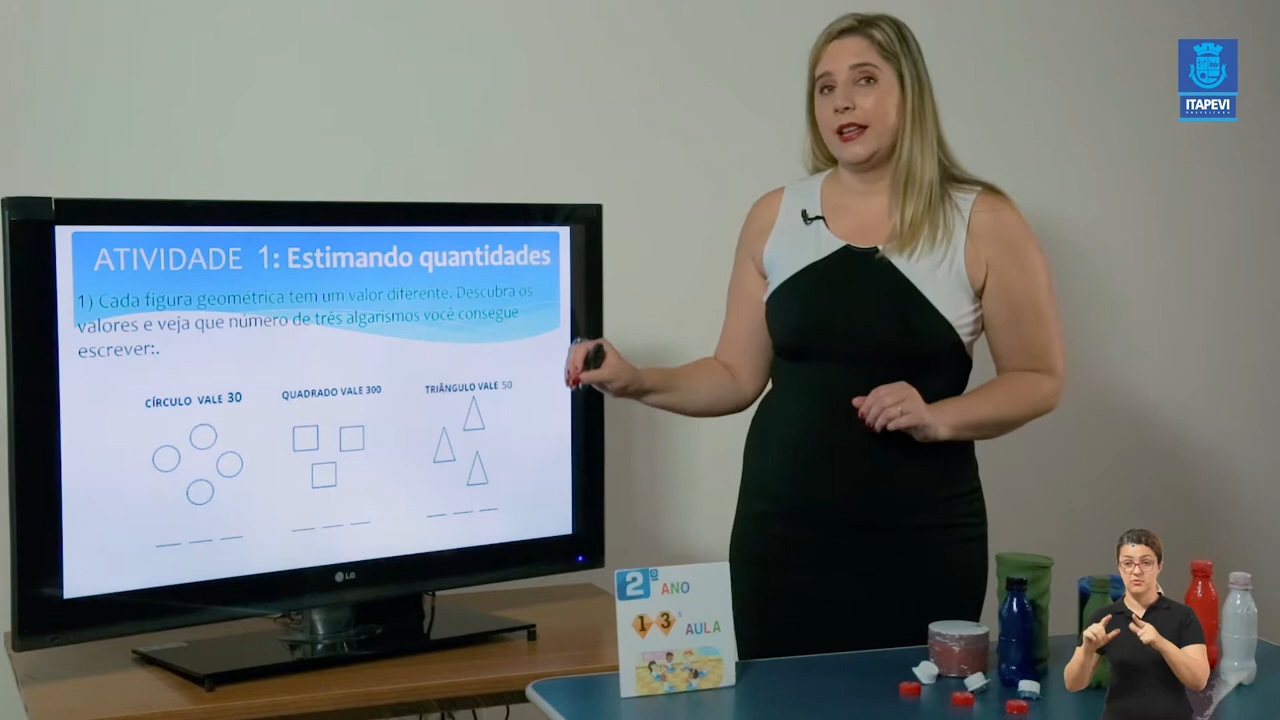 ITAPEVI
PREFEITURA
ATIVIDADE 1: Estimando quantidades
1) Cada figura geométrica tem um valor diferente. Descubra os
valores e veja que número de três algarismos você consegue
escrever:.
CÍRCULO VALE 30
QUADRADO VALE 300
TRIÂNGULO VALE 50
LG
2º ANO
13ª AULA